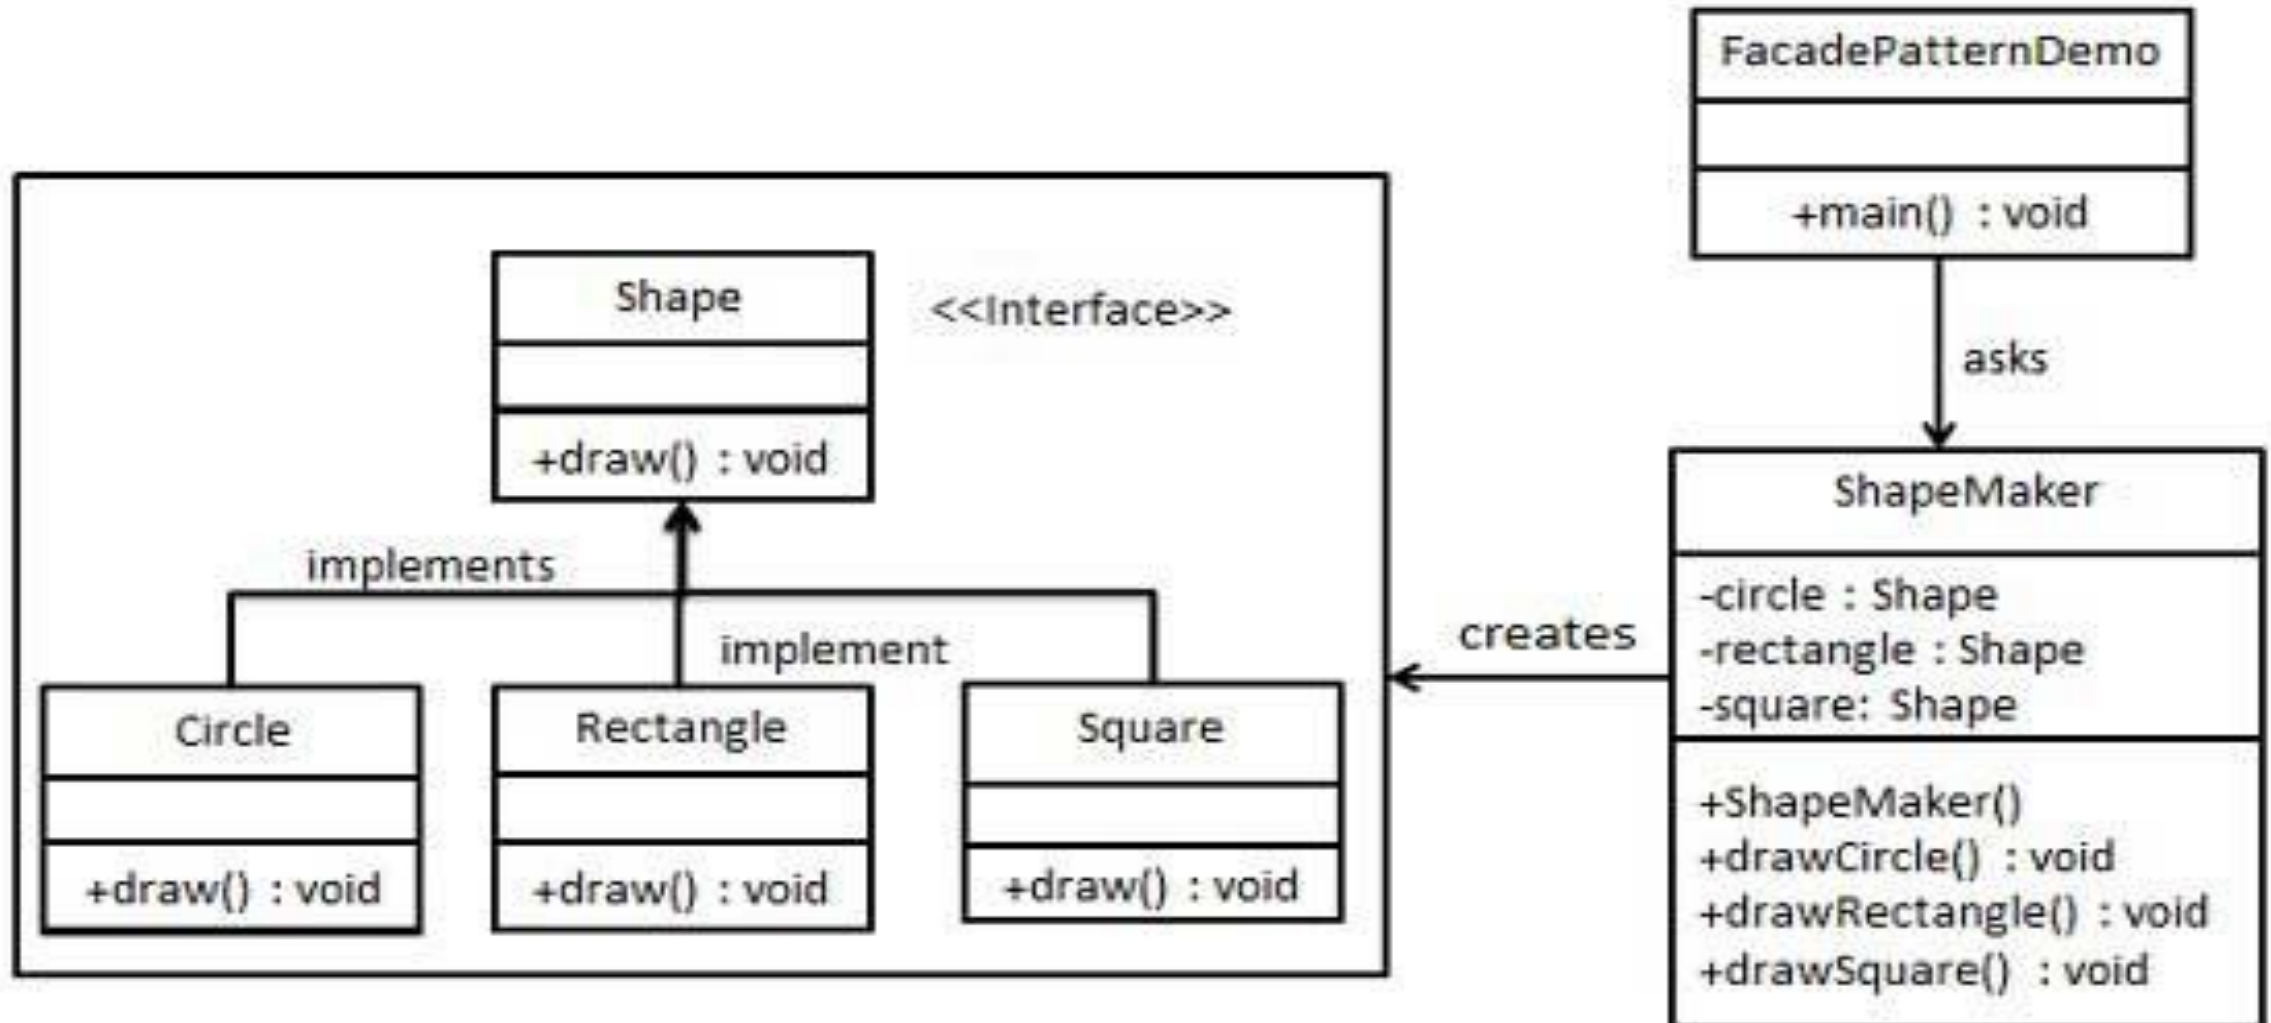 FacadePatternDemo
+main() : void
asks
Shape
<<Interface>>
+draw() : void
implements
implement
Circle
+draw() : void
Rectangle
+draw() : void
Square
+draw() : void
creates
ShapeMaker
-circle : Shape
-rectangle : Shape
-square: Shape
+ShapeMaker()
+drawCircle() : void
+drawRectangle() : void
+drawSquare() : void